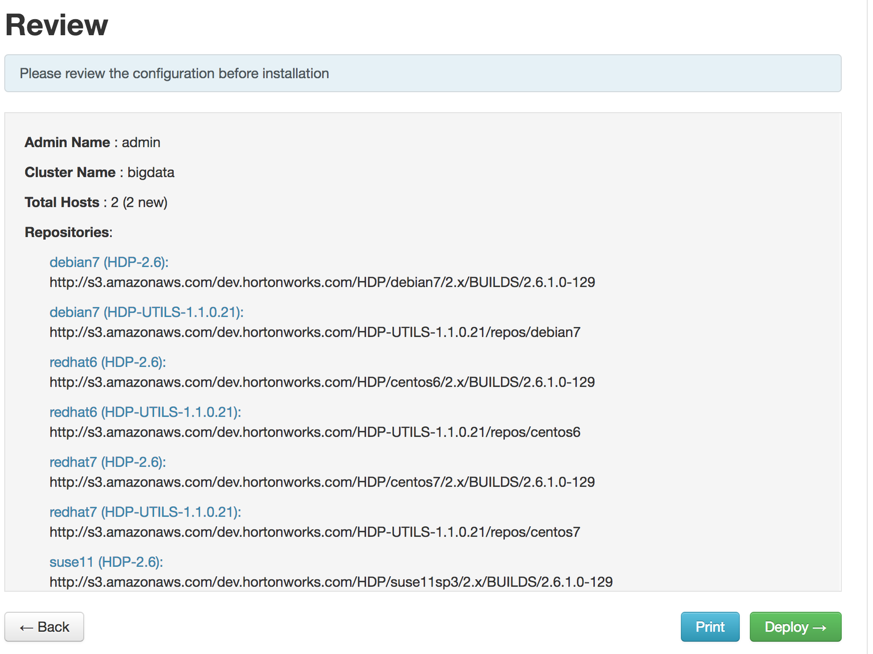 Review
Please review the configuration before installation
Admin Name : admin
Cluster Name : bigdata
Total Hosts : 2 (2 new)
Repositories:
debian7 (HDP-2.6):
http://s3.amazonaws.com/dev.hortonworks.com/HDP/debian7/2.x/BUILDS/2.6.1.0-129
debian7 (HDP-UTILS-1.1.0.21):
http://s3.amazonaws.com/dev.hortonworks.com/HDP-UTILS-1.1.0.21/repos/debian7
redhat6 (HDP-2.6):
http://s3.amazonaws.com/dev.hortonworks.com/HDP/centos6/2.x/BUILDS/2.6.1.0-129
redhat6 (HDP-UTILS-1.1.0.21):
http://s3.amazonaws.com/dev.hortonworks.com/HDP-UTILS-1.1.0.21/repos/centos6
redhat7 (HDP-2.6):
http://s3.amazonaws.com/dev.hortonworks.com/HDP/centos7/2.x/BUILDS/2.6.1.0-129
redhat7 (HDP-UTILS-1.1.0.21):
http://s3.amazonaws.com/dev.hortonworks.com/HDP-UTILS-1.1.0.21/repos/centos7
suse11 (HDP-2.6):
http://s3.amazonaws.com/dev.hortonworks.com/HDP/suse11sp3/2.x/BUILDS/2.6.1.0-129
← Back Print Deploy →